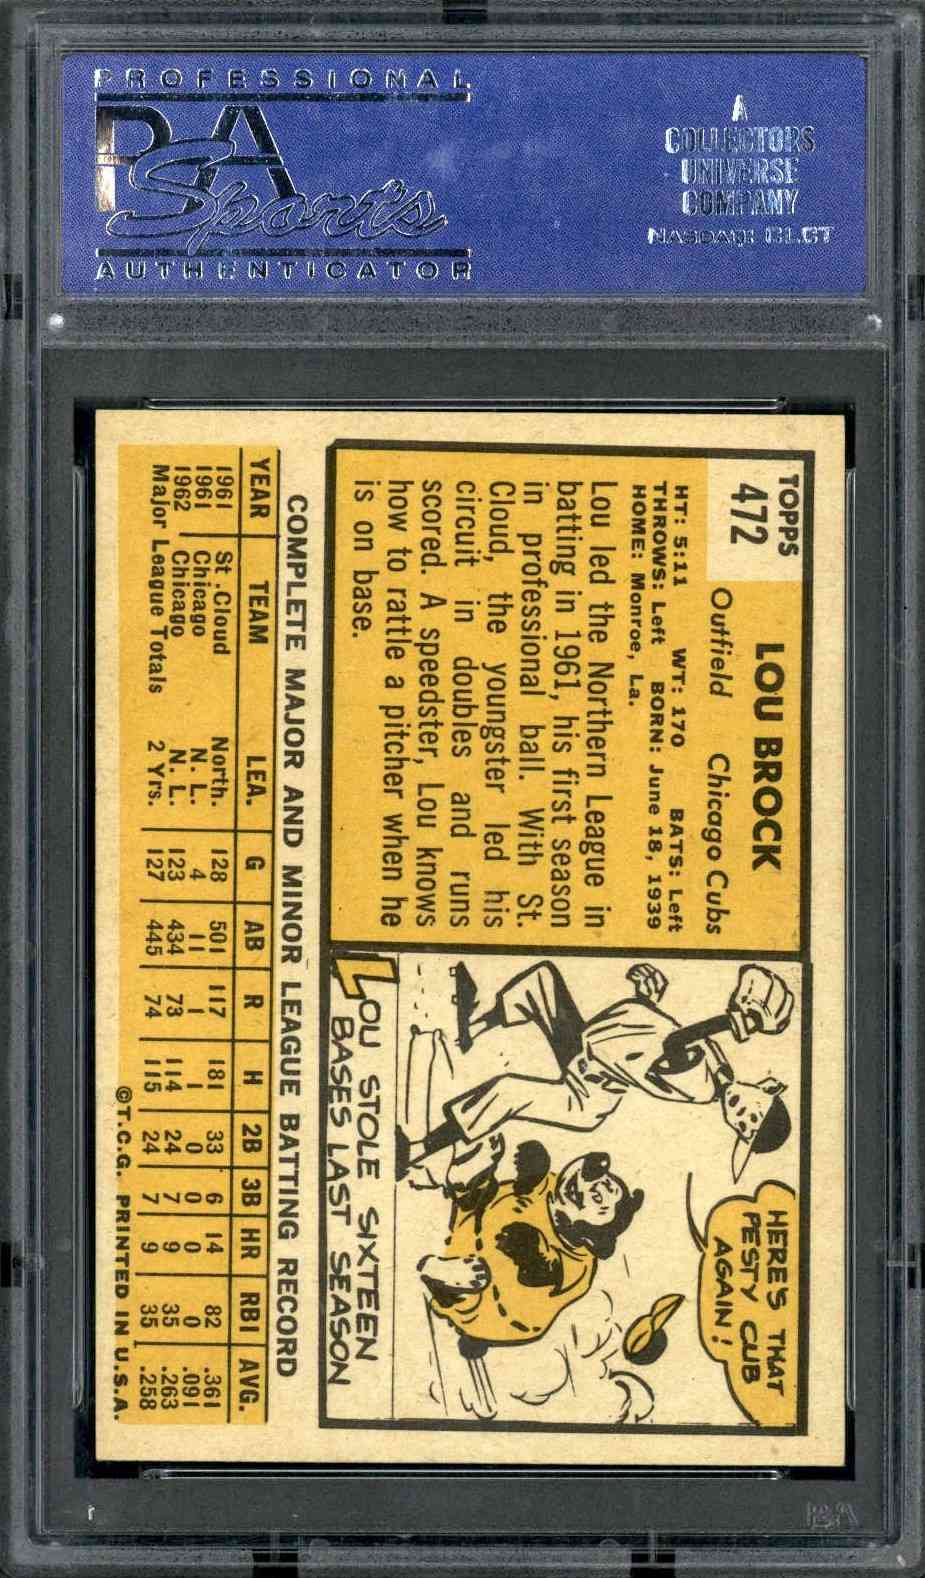 PROFESSIONAL
PSA
Sports
AUTHENTICATOR
A
COLLECTORS
UNIVERSE
COMPANY
NASDAQ: CLCT
TOPPS
472
LOU BROCK
Outfield Chicago Cubs
HT: 5:11 WT: 170 BATS: Left
THROWS: Left BORN: June 18, 1939
HOME: Monroe, La.
Lou led the Northern League in
batting in 1961, his first season
in professional ball. With St.
Cloud, the youngster led his
circuit in doubles and runs
scored. A speedster, Lou knows
how to rattle a pitcher when he
is on base.
HERE'S THAT
PESTY CUB
AGAIN!
LOU STOLE SIXTEEN
BASES LAST SEASON
COMPLETE MAJOR AND MINOR LEAGUE BATTING RECORD
YEAR TEAM LEA. G AB R H 2B 3B HR RBI AVG.
1961 St. Cloud North. 128 501 117 181 33 6 14 82 .361
1961 Chicago N. L. 4 11 1 1 0 0 0 0 .091
1962 Chicago N. L. 123 434 73 114 24 7 9 35 .263
Major League Totals 2 Yrs. 127 445 74 115 24 7 9 35 .258
©T.C.G. PRINTED IN U.S.A.